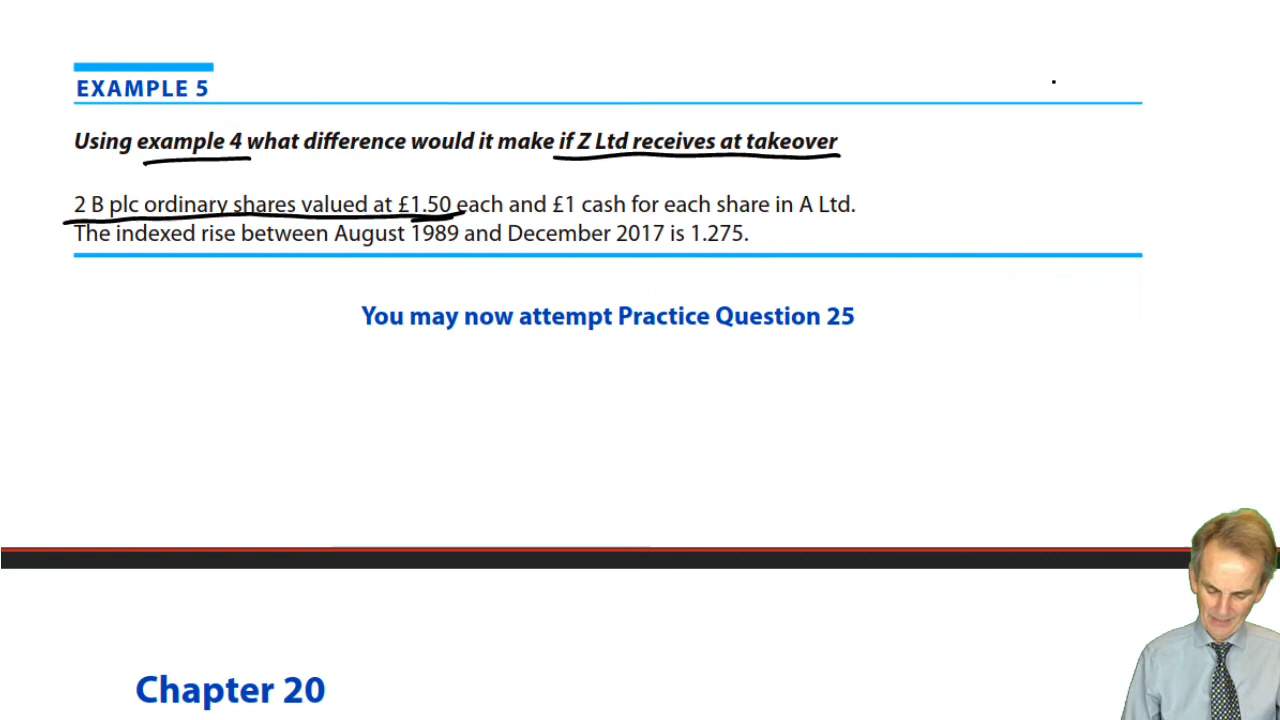 EXAMPLE 5
Using example 4 what difference would it make if Z Ltd receives at takeover
2 B plc ordinary shares valued at £1.50 each and £1 cash for each share in A Ltd.
The indexed rise between August 1989 and December 2017 is 1.275.
You may now attempt Practice Question 25
Chapter 20